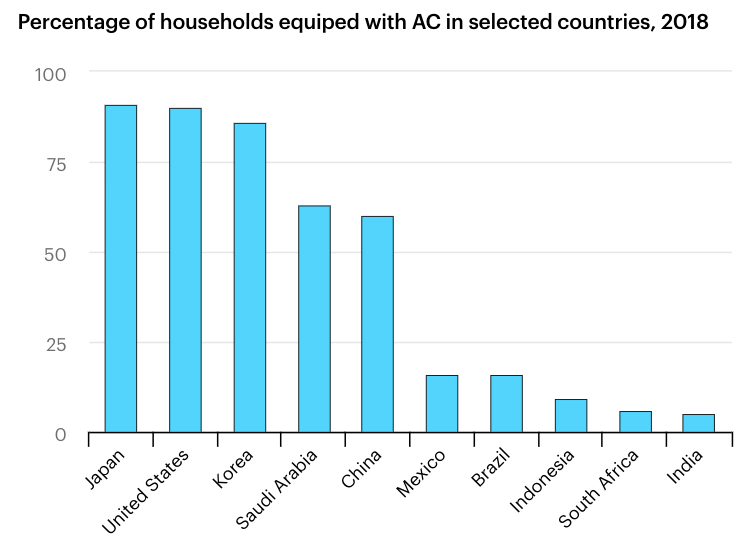 Percentage of households equiped with AC in selected countries, 2018
100
75
50
25
0
Japan
United States
Korea
Saudi Arabia
China
Mexico
Brazil
Indonesia
South Africa
India